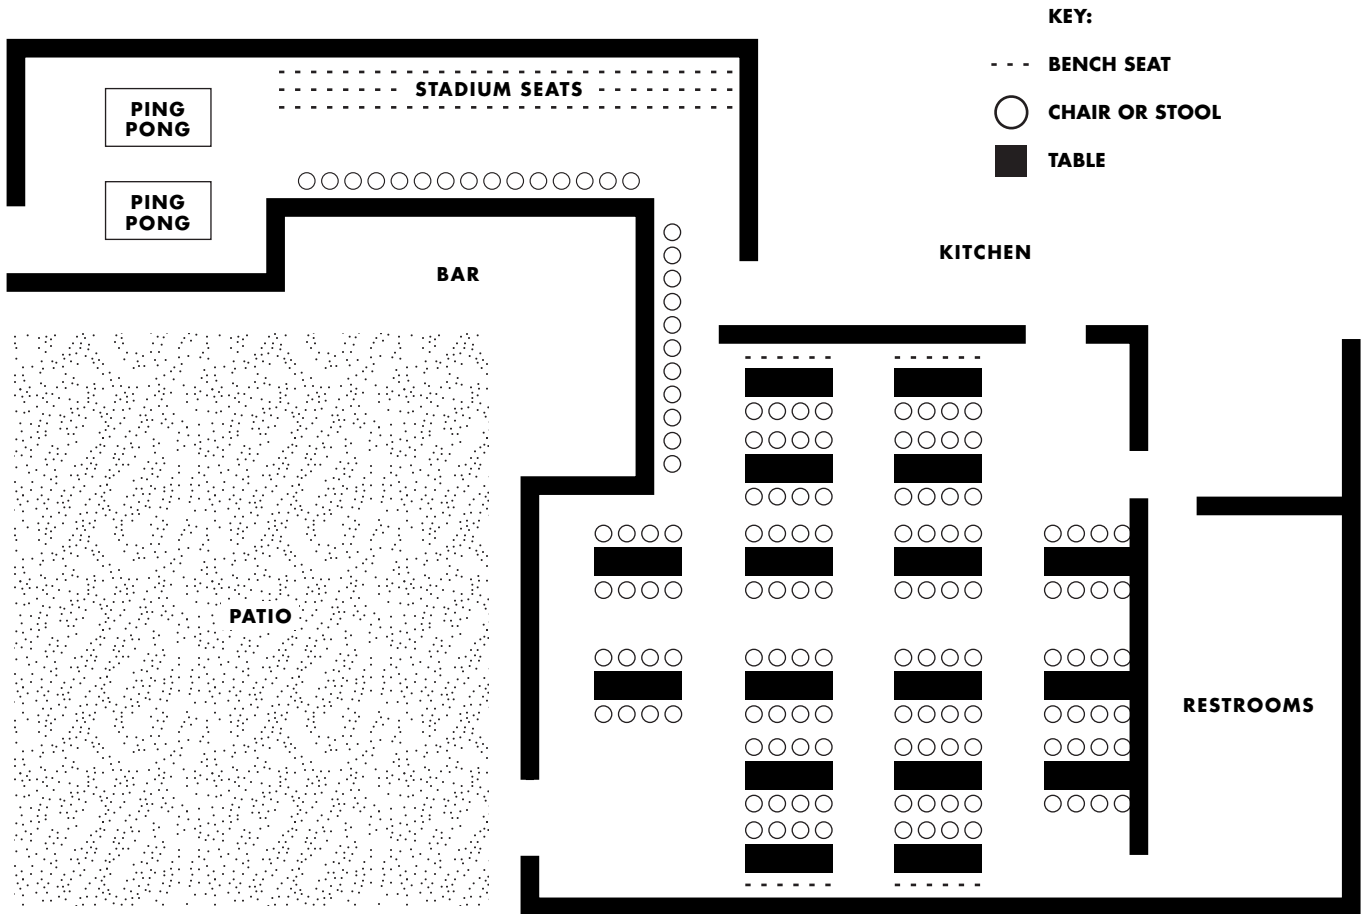 KEY:
BENCH SEAT
STADIUM SEATS
CHAIR OR STOOL
PING
PONG
TABLE
PING
PONG
KITCHEN
BAR
PATIO
RESTROOMS